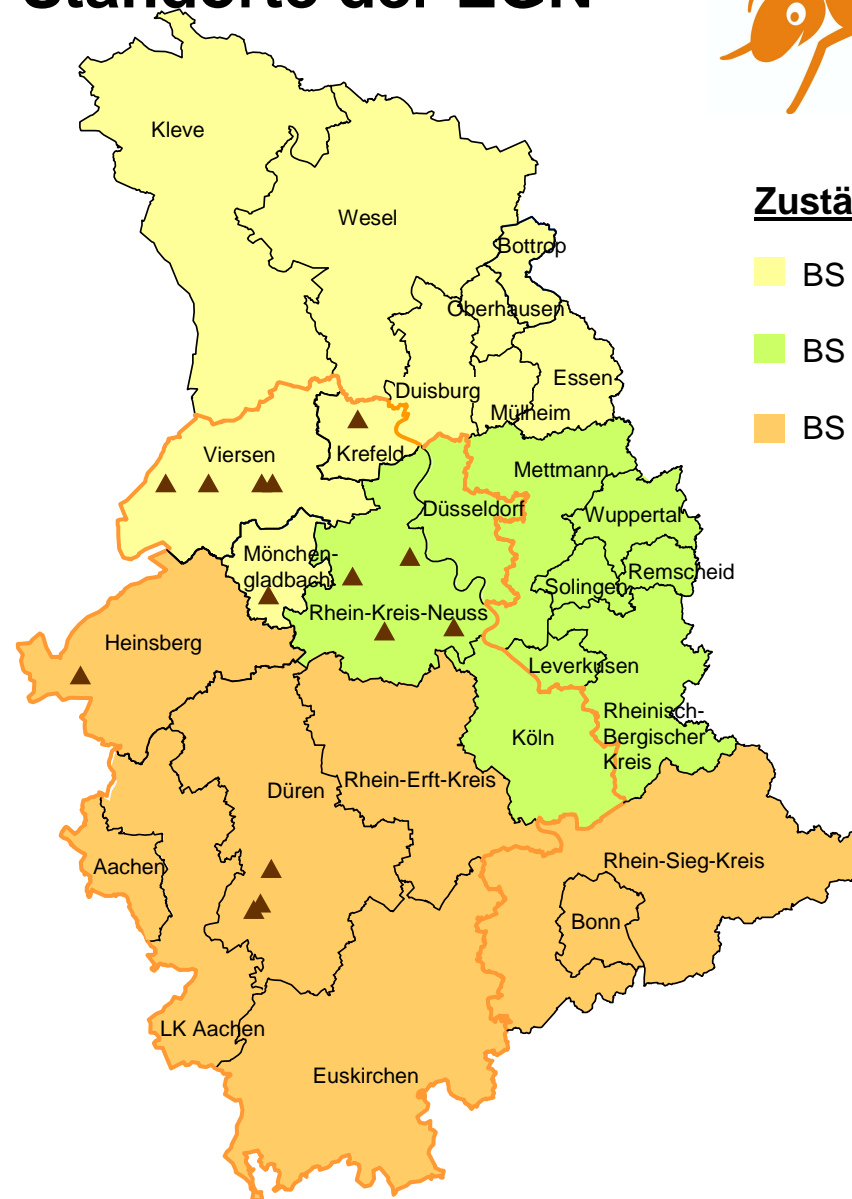 Standorte der EGN
Zustä
BS
BS
BS
Kleve
Wesel
Bottrop
Oberhausen
Duisburg
Essen
Mülheim
Viersen
Krefeld
Mettmann
Düsseldorf
Wuppertal
Mönchen-
gladbach
Solingen
Remscheid
Rhein-Kreis-Neuss
Heinsberg
Leverkusen
Rheinisch-
Bergischer
Kreis
Köln
Düren
Rhein-Erft-Kreis
Aachen
Rhein-Sieg-Kreis
Bonn
LK Aachen
Euskirchen